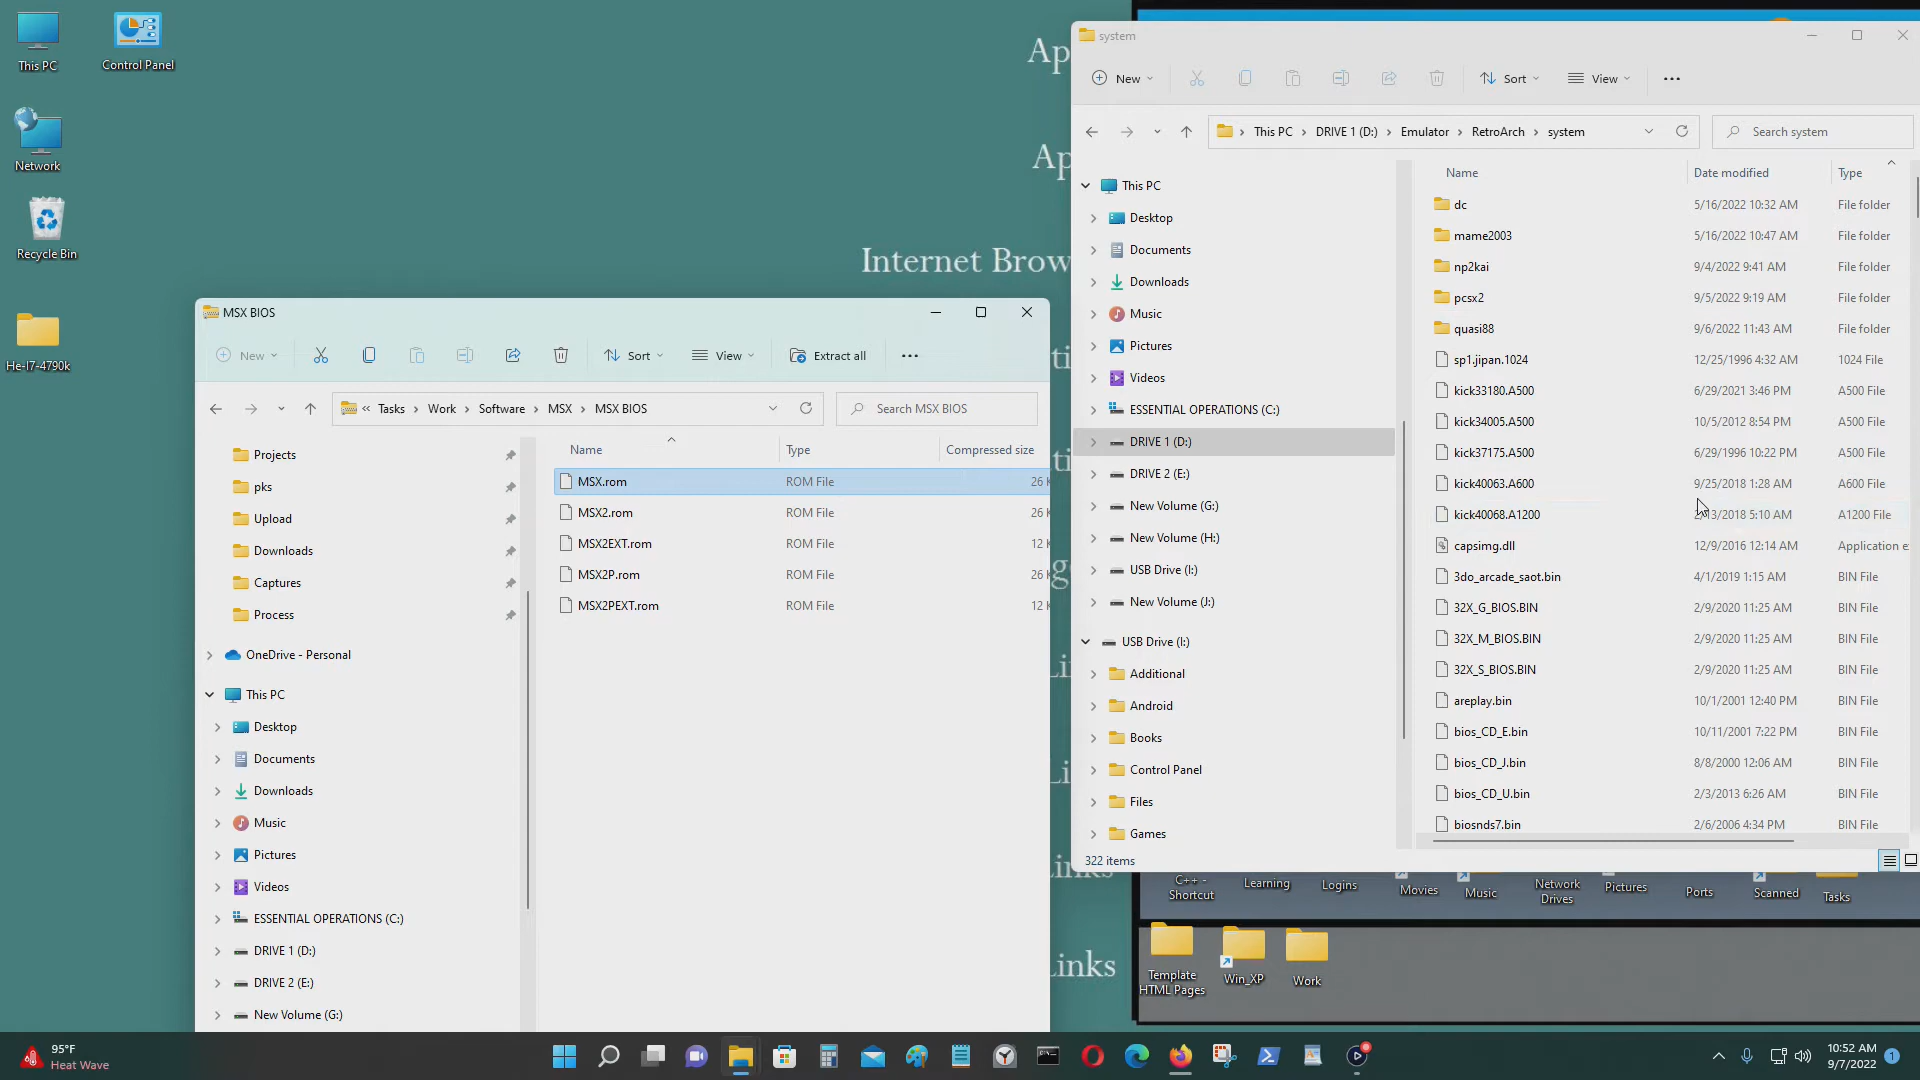 This PC
Control Panel
Network
Recycle Bin
He-I7-4790k
Internet Brow
MSX BIOS
New
Sort
View
Extract all
Tasks
Work
Software
MSX
MSX BIOS
Search MSX BIOS
Projects
pks
Upload
Downloads
Captures
Process
OneDrive - Personal
This PC
Desktop
Documents
Downloads
Music
Pictures
Videos
ESSENTIAL OPERATIONS (C:)
DRIVE 1 (D:)
DRIVE 2 (E:)
New Volume (G:)
Name Type Compressed size
MSX.rom ROM File 26 K
MSX2.rom ROM File 26 K
MSX2EXT.rom ROM File 12 K
MSX2P.rom ROM File 26
MSX2PEXT.rom ROM File 12 K
system
New
Sort
View
This PC
DRIVE 1 (D:)
Emulator
RetroArch
system
Search system
This PC
Desktop
Documents
Downloads
Music
Pictures
Videos
ESSENTIAL OPERATIONS (C:)
DRIVE 1 (D:)
DRIVE 2 (E:)
New Volume (G:)
New Volume (H:)
USB Drive (I:)
New Volume (J:)
USB Drive (I:)
Additional
Android
Books
Control Panel
Files
Games
Name Date modified Type
dc 5/16/2022 10:32 AM File folder
mame2003 5/16/2022 10:47 AM File folder
np2kai 9/4/2022 9:41 AM File folder
pcsx2 9/5/2022 9:19 AM File folder
quasi88 9/6/2022 11:43 AM File folder
sp1.jipan.1024 12/25/1996 4:32 AM 1024 File
kick33180.A500 6/29/2021 3:46 PM A500 File
kick34005.A500 10/5/2012 8:54 PM A500 File
kick37175.A500 6/29/1996 10:22 PM A500 File
kick40063.A600 9/25/2018 1:28 AM A600 File
kick40068.A1200 /13/2018 5:10 AM A1200 File
capsimg.dll 12/9/2016 12:14 AM Application e
3do_arcade_saot.bin 4/1/2019 1:15 AM BIN File
32X_G_BIOS.BIN 2/9/2020 11:25 AM BIN File
32X_M_BIOS.BIN 2/9/2020 11:25 AM BIN File
32X_S_BIOS.BIN 2/9/2020 11:25 AM BIN File
areplay.bin 10/1/2001 12:40 PM BIN File
bios_CD_E.bin 10/11/2001 7:22 PM BIN File
bios_CD_J.bin 8/8/2000 12:06 AM BIN File
bios_CD_U.bin 2/3/2013 6:26 AM BIN File
biosnds7.bin 2/6/2006 4:34 PM BIN File
322 items
C++ -
Shortcut
Learning
Logins
Movies
Music
Network
Drives
Pictures
Ports
Scanned
Tasks
Links
Template
HTML Pages
Win_XP
Work
95°F
Heat Wave
10:52 AM
9/7/2022
1